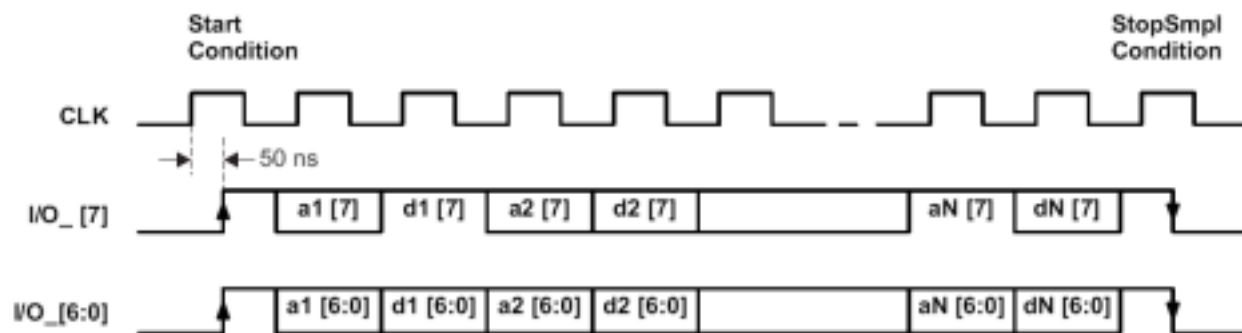 Start
Condition
StopSmpl
Condition
CLK
50 ns
I/O_ [7]
a1 [7] d1 [7] a2 [7] d2 [7] aN [7] dN [7]
I/O_[6:0]
a1 [6:0] d1 [6:0] a2 [6:0] d2 [6:0] aN [6:0] dN [6:0]